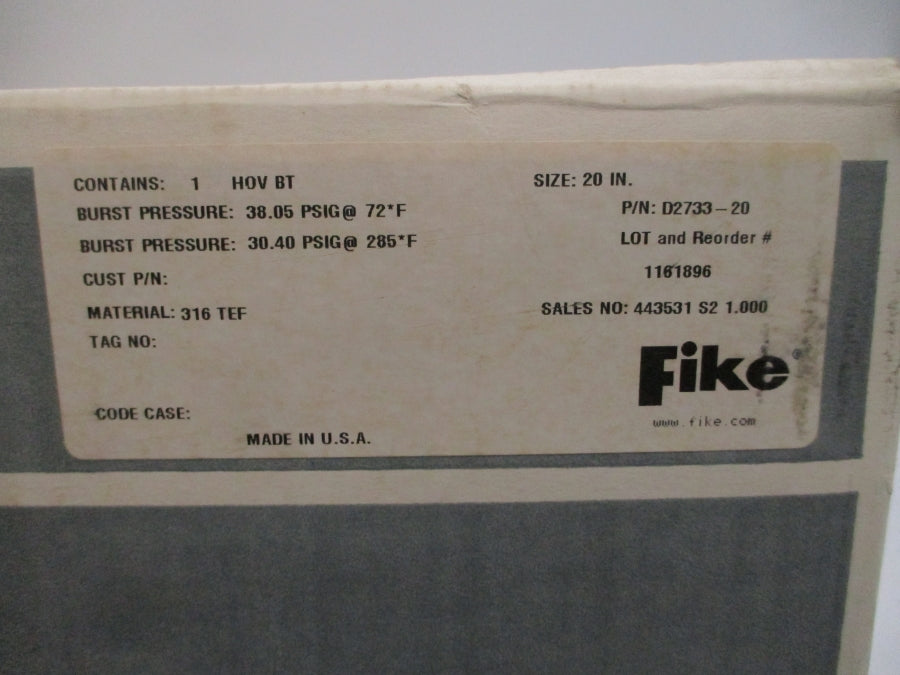 CONTAINS: 1 HOV BT
SIZE: 20 IN.
BURST PRESSURE: 38.05 PSIG@ 72*F
P/N: D2733-20
BURST PRESSURE: 30.40 PSIG@ 285*F
LOT and Reorder #
CUST P/N:
1161896
MATERIAL: 316 TEF
SALES NO: 443531 S2 1.000
TAG NO:
Fike®
CODE CASE:
www.fike.com
MADE IN U.S.A.